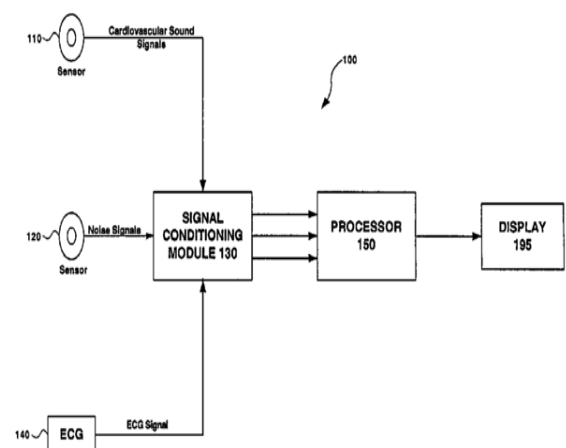 110
Cardiovascular Sound
Signals
Sensor
100
120
Noise Signals
Sensor
SIGNAL
CONDITIONING
MODULE 130
PROCESSOR
150
DISPLAY
195
140
ECG
ECG Signal